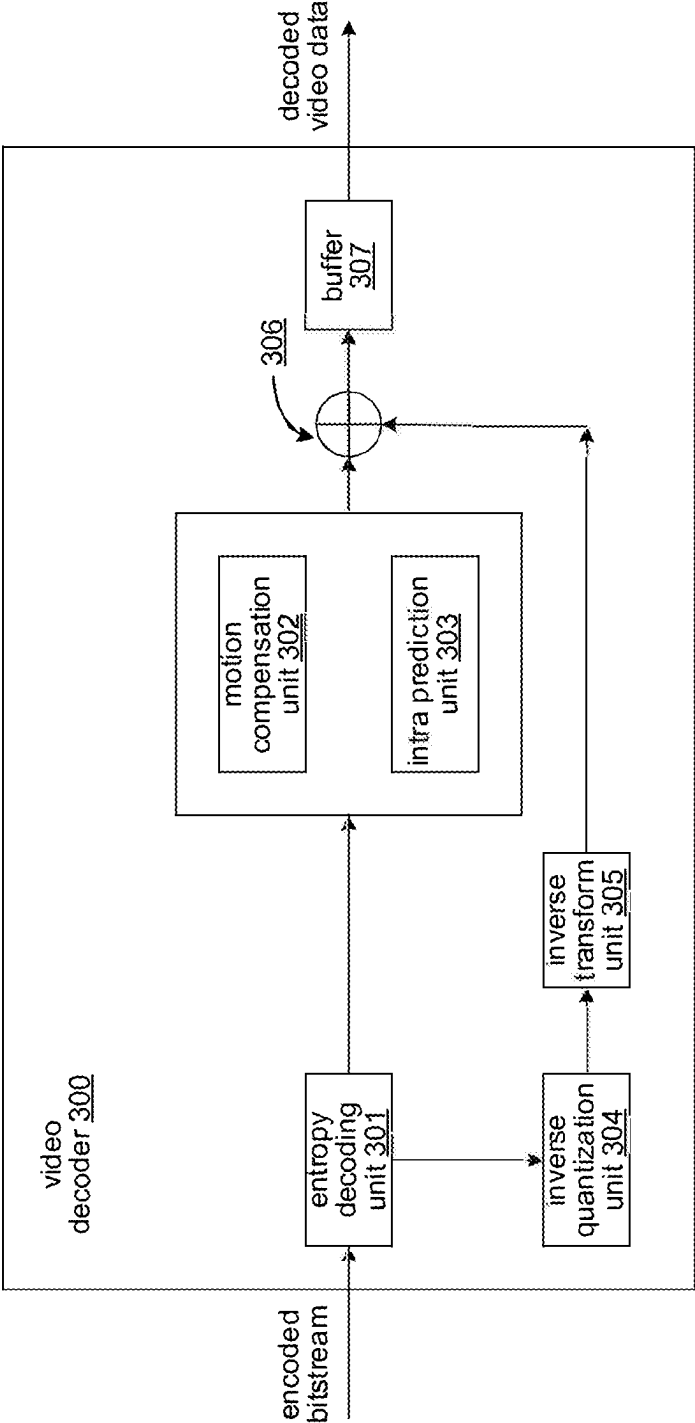 video
decoder 300
encoded
bitstream
entropy
decoding
unit 301
motion
compensation
unit 302
intra prediction
unit 303
306
buffer
307
decoded
video data
inverse
quantization
unit 304
inverse
transform
unit 305